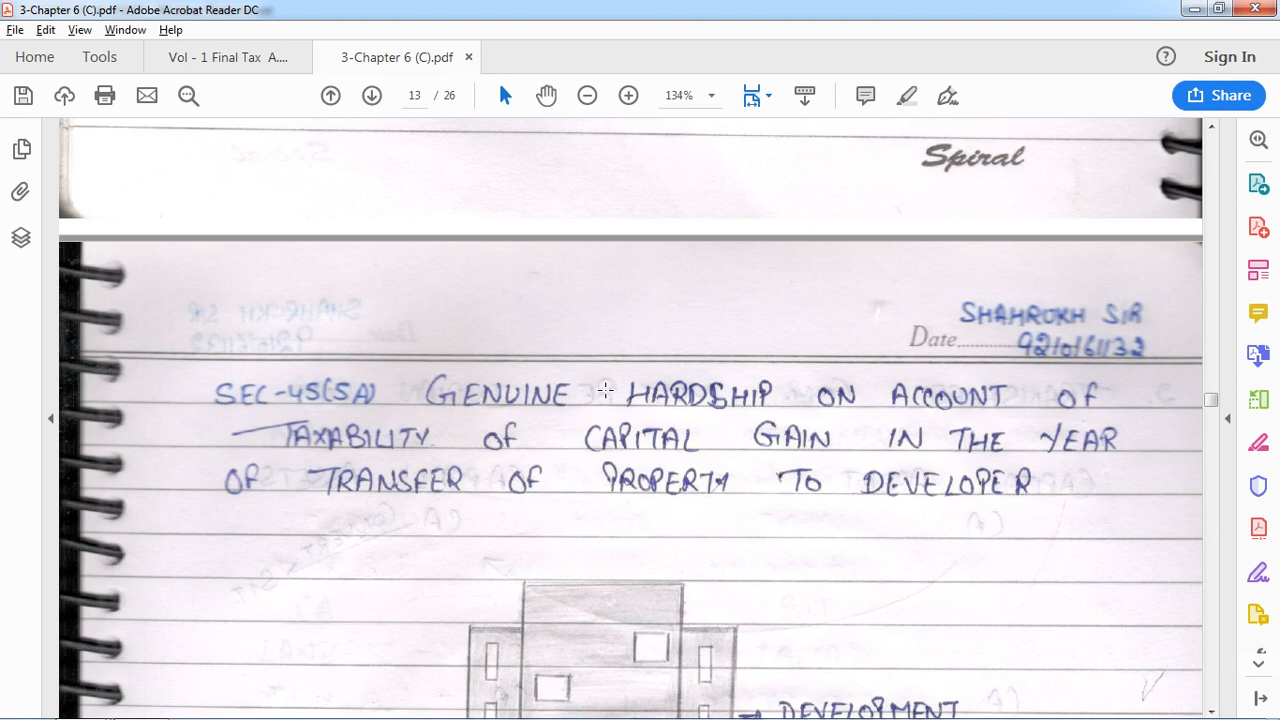 3-Chapter 6 (C).pdf - Adobe Acrobat Reader DC
File Edit View Window Help
Home Tools Vol - 1 Final Tax A.... 3-Chapter 6 (C).pdf × Sign In
13 / 26 134% Share
Spiral
SHAHROKH SIR
Date............ 9210161132
SEC-45(5A) GENUINE HARDSHIP ON ACCOUNT OF
TAXABILITY OF CAPITAL GAIN IN THE YEAR
OF TRANSFER OF PROPERTY TO DEVELOPER
→ DEVELOPMENT